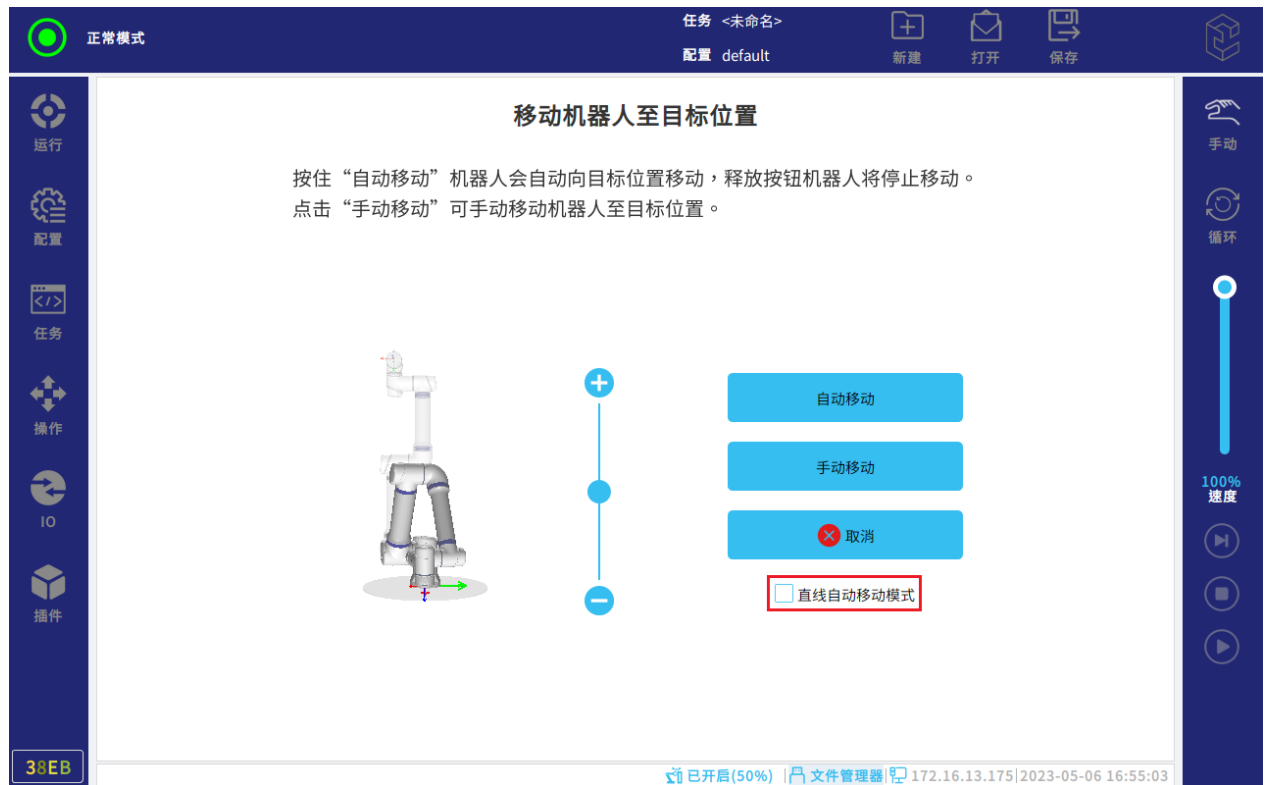 正常模式
任务 <未命名>
配置 default
新建
打开
保存
运行
配置
任务
操作
IO
插件
38EB
移动机器人至目标位置
按住“自动移动”机器人会自动向目标位置移动，释放按钮机器人将停止移动。
点击“手动移动”可手动移动机器人至目标位置。
自动移动
手动移动
取消
直线自动移动模式
手动
循环
100%
速度
已开启(50%) | 文件管理器 | 172.16.13.175 | 2023-05-06 16:55:03